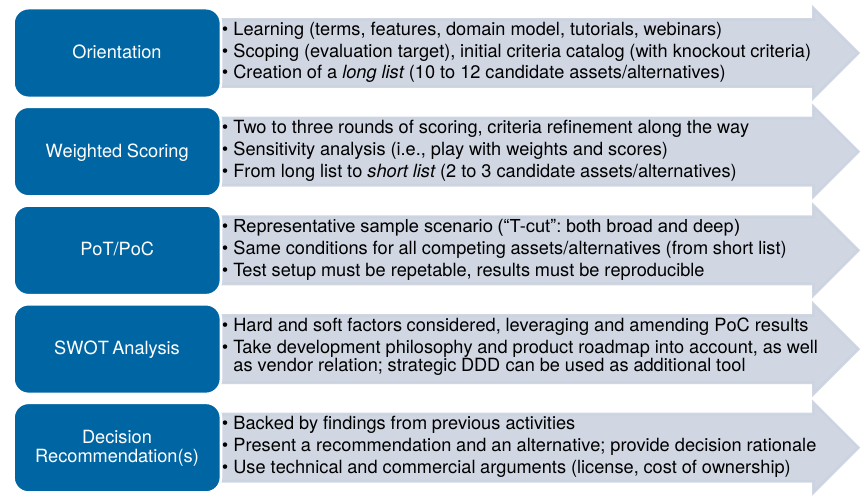 Orientation
• Learning (terms, features, domain model, tutorials, webinars)
• Scoping (evaluation target), initial criteria catalog (with knockout criteria)
• Creation of a long list (10 to 12 candidate assets/alternatives)
Weighted Scoring
• Two to three rounds of scoring, criteria refinement along the way
• Sensitivity analysis (i.e., play with weights and scores)
• From long list to short list (2 to 3 candidate assets/alternatives)
PoT/PoC
• Representative sample scenario (“T-cut”: both broad and deep)
• Same conditions for all competing assets/alternatives (from short list)
• Test setup must be repetable, results must be reproducible
SWOT Analysis
• Hard and soft factors considered, leveraging and amending PoC results
• Take development philosophy and product roadmap into account, as well
as vendor relation; strategic DDD can be used as additional tool
Decision
Recommendation(s)
• Backed by findings from previous activities
• Present a recommendation and an alternative; provide decision rationale
• Use technical and commercial arguments (license, cost of ownership)